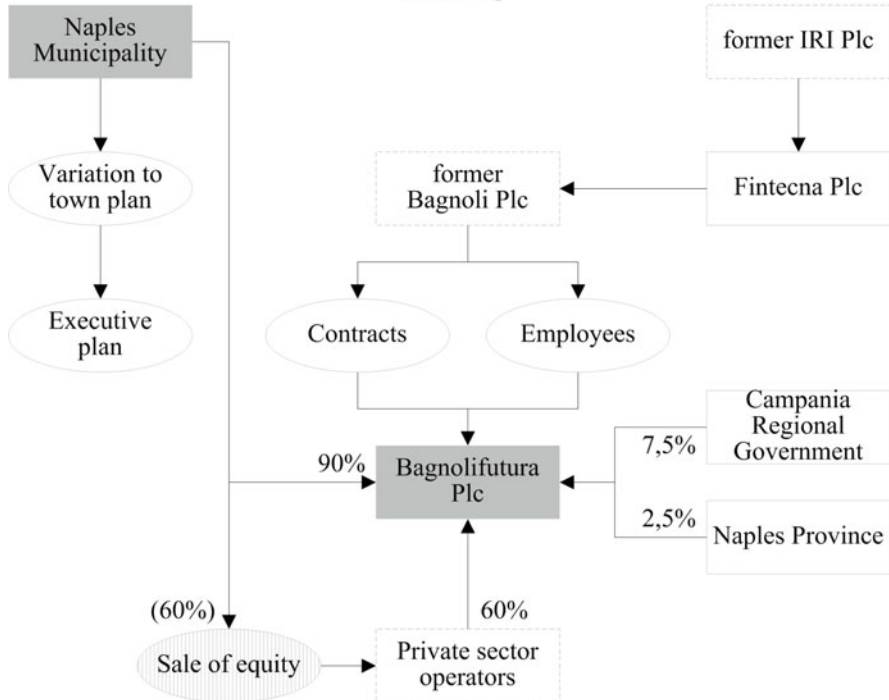 Naples
Municipality
former IRI Plc
Variation to
town plan
former
Bagnoli Plc
Fintecna Plc
Executive
plan
Contracts
Employees
Campania
Regional
Government
7,5%
90%
Bagnolifutura
Plc
2,5%
Naples Province
(60%)
60%
Sale of equity
Private sector
operators